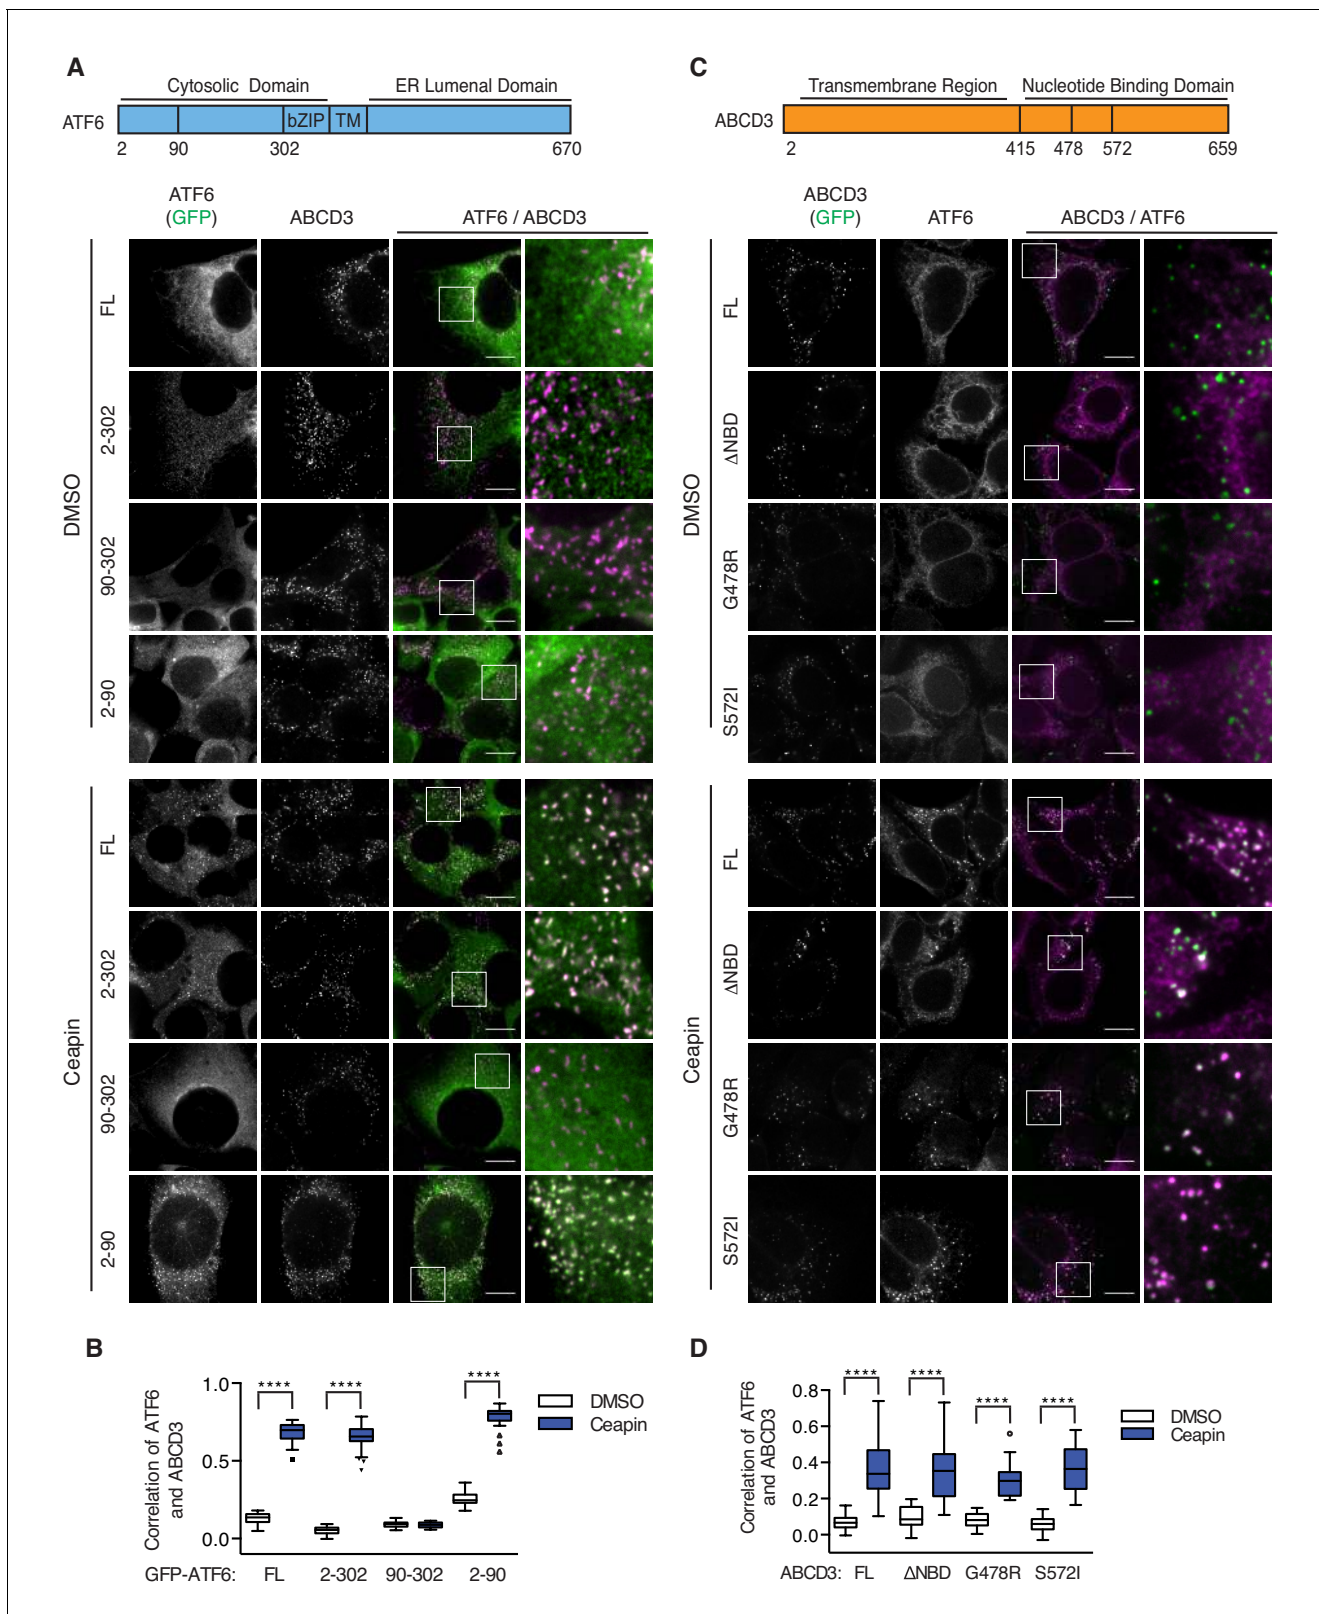 A
Cytosolic Domain
ER Lumenal Domain
ATF6
bZIP
TM
2
90
302
670
ATF6
(GFP)
ABCD3
ATF6 / ABCD3
DMSO
FL
2-302
90-302
2-90
Ceapin
FL
2-302
90-302
2-90
B
Correlation of ATF6
and ABCD3
1.0
0.5
0.0
****
****
****
DMSO
Ceapin
GFP-ATF6:
FL
2-302
90-302
2-90
C
Transmembrane Region
Nucleotide Binding Domain
ABCD3
2
415
478
572
659
ABCD3
(GFP)
ATF6
ABCD3 / ATF6
DMSO
FL
ΔNBD
G478R
S572I
Ceapin
FL
ΔNBD
G478R
S572I
D
Correlation of ATF6
and ABCD3
0.8
0.6
0.4
0.2
0.0
****
****
****
****
DMSO
Ceapin
ABCD3:
FL
ΔNBD
G478R
S572I